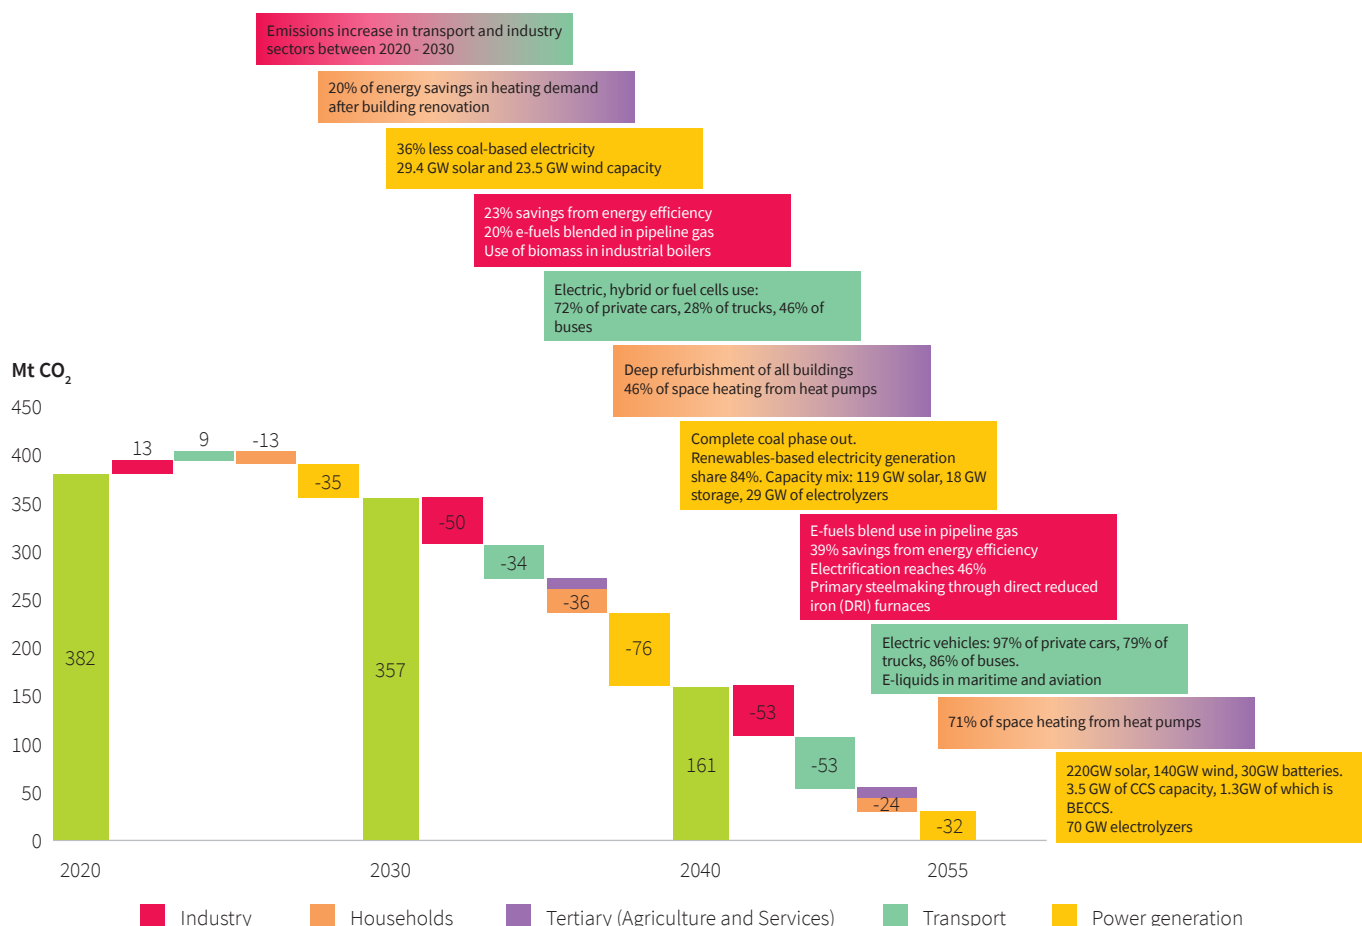 Emissions increase in transport and industry
sectors between 2020 - 2030
20% of energy savings in heating demand
after building renovation
36% less coal-based electricity
29.4 GW solar and 23.5 GW wind capacity
23% savings from energy efficiency
20% e-fuels blended in pipeline gas
Use of biomass in industrial boilers
Electric, hybrid or fuel cells use:
72% of private cars, 28% of trucks, 46% of
buses
Deep refurbishment of all buildings
46% of space heating from heat pumps
Complete coal phase out.
Renewables-based electricity generation
share 84%. Capacity mix: 119 GW solar, 18 GW
storage, 29 GW of electrolyzers
E-fuels blend use in pipeline gas
39% savings from energy efficiency
Electrification reaches 46%
Primary steelmaking through direct reduced
iron (DRI) furnaces
Electric vehicles: 97% of private cars, 79% of
trucks, 86% of buses.
E-liquids in maritime and aviation
71% of space heating from heat pumps
220GW solar, 140GW wind, 30GW batteries.
3.5 GW of CCS capacity, 1.3GW of which is
BECCS.
70 GW electrolyzers
Mt CO2
450
400
350
300
250
200
150
100
50
0
382
13
9
-13
-35
357
-50
-34
-36
-76
161
-53
-53
-24
-32
2020
2030
2040
2055
Industry
Households
Tertiary (Agriculture and Services)
Transport
Power generation